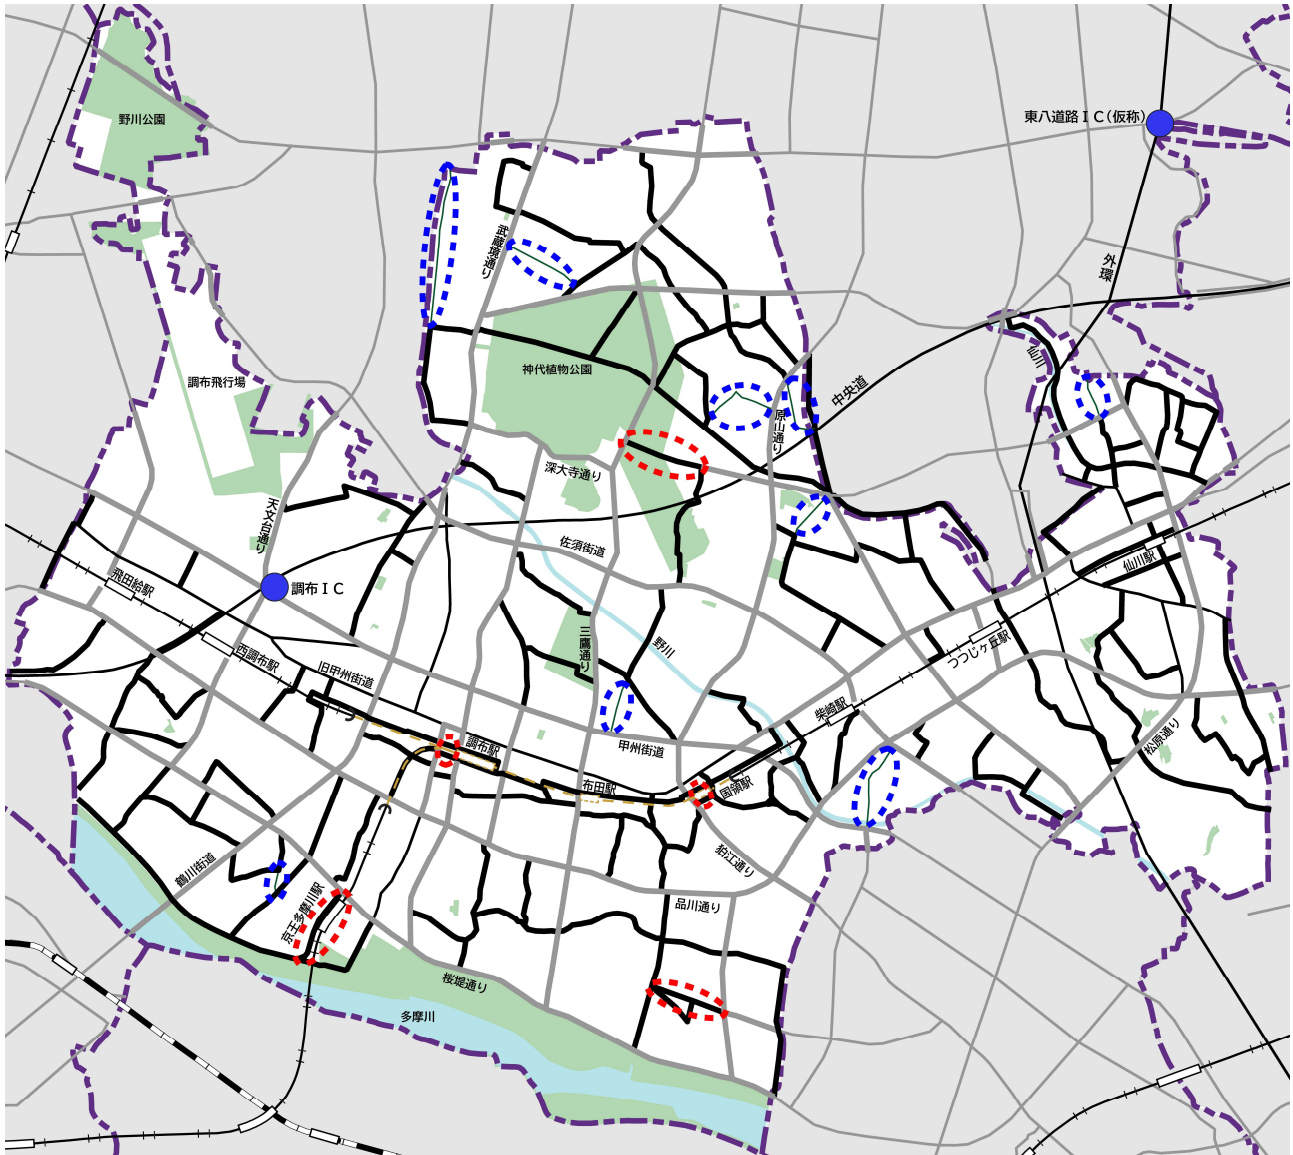 野川公園
東八道路IC(仮称)
武蔵境通り
外環
神代植物公園
調布飛行場
中央道
原山通り
仙川
深大寺通り
天文台通り
佐須街道
調布IC
飛田給駅
西調布駅
旧甲州街道
三鷹通り
野川
仙川駅
つつじヶ丘駅
柴崎駅
松原通り
調布駅
甲州街道
布田駅
国領駅
狛江通り
鶴川街道
品川通り
京王多摩川駅
桜堤通り
多摩川